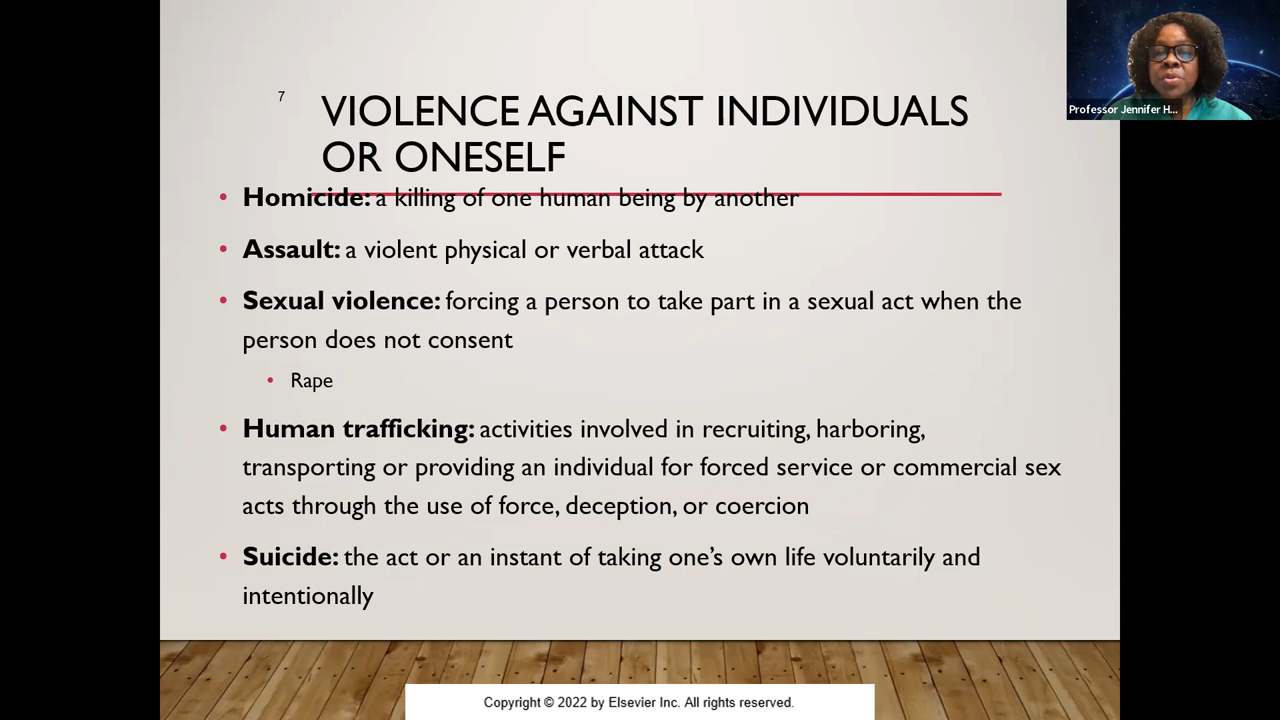 7
VIOLENCE AGAINST INDIVIDUALS
OR ONESELF
• Homicide: a killing of one human being by another
• Assault: a violent physical or verbal attack
• Sexual violence: forcing a person to take part in a sexual act when the
person does not consent
• Rape
• Human trafficking: activities involved in recruiting, harboring,
transporting or providing an individual for forced service or commercial sex
acts through the use of force, deception, or coercion
• Suicide: the act or an instant of taking one’s own life voluntarily and
intentionally
Copyright © 2022 by Elsevier Inc. All rights reserved.
Professor Jennifer H...